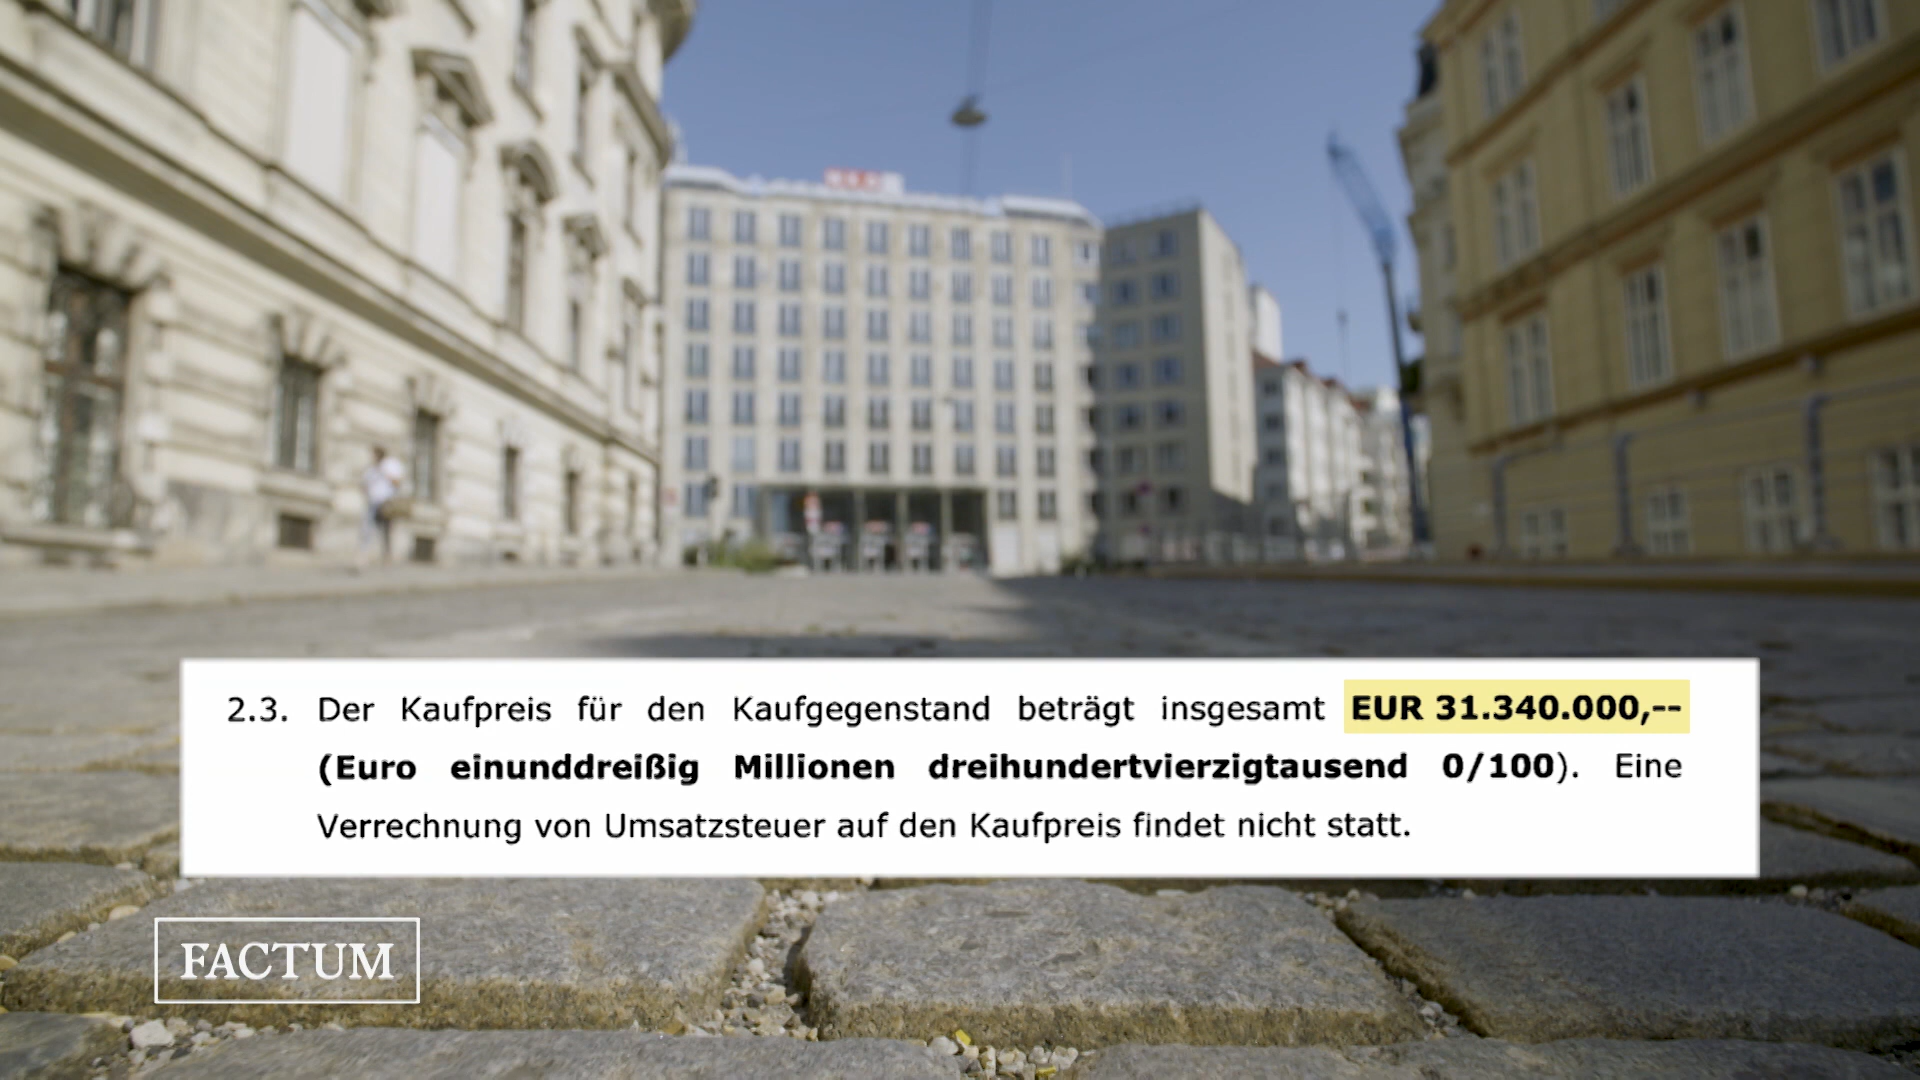 2.3. Der Kaufpreis für den Kaufgegenstand beträgt insgesamt EUR 31.340.000,--
(Euro einunddreißig Millionen dreihundertvierzigtausend 0/100). Eine
Verrechnung von Umsatzsteuer auf den Kaufpreis findet nicht statt.
FACTUM